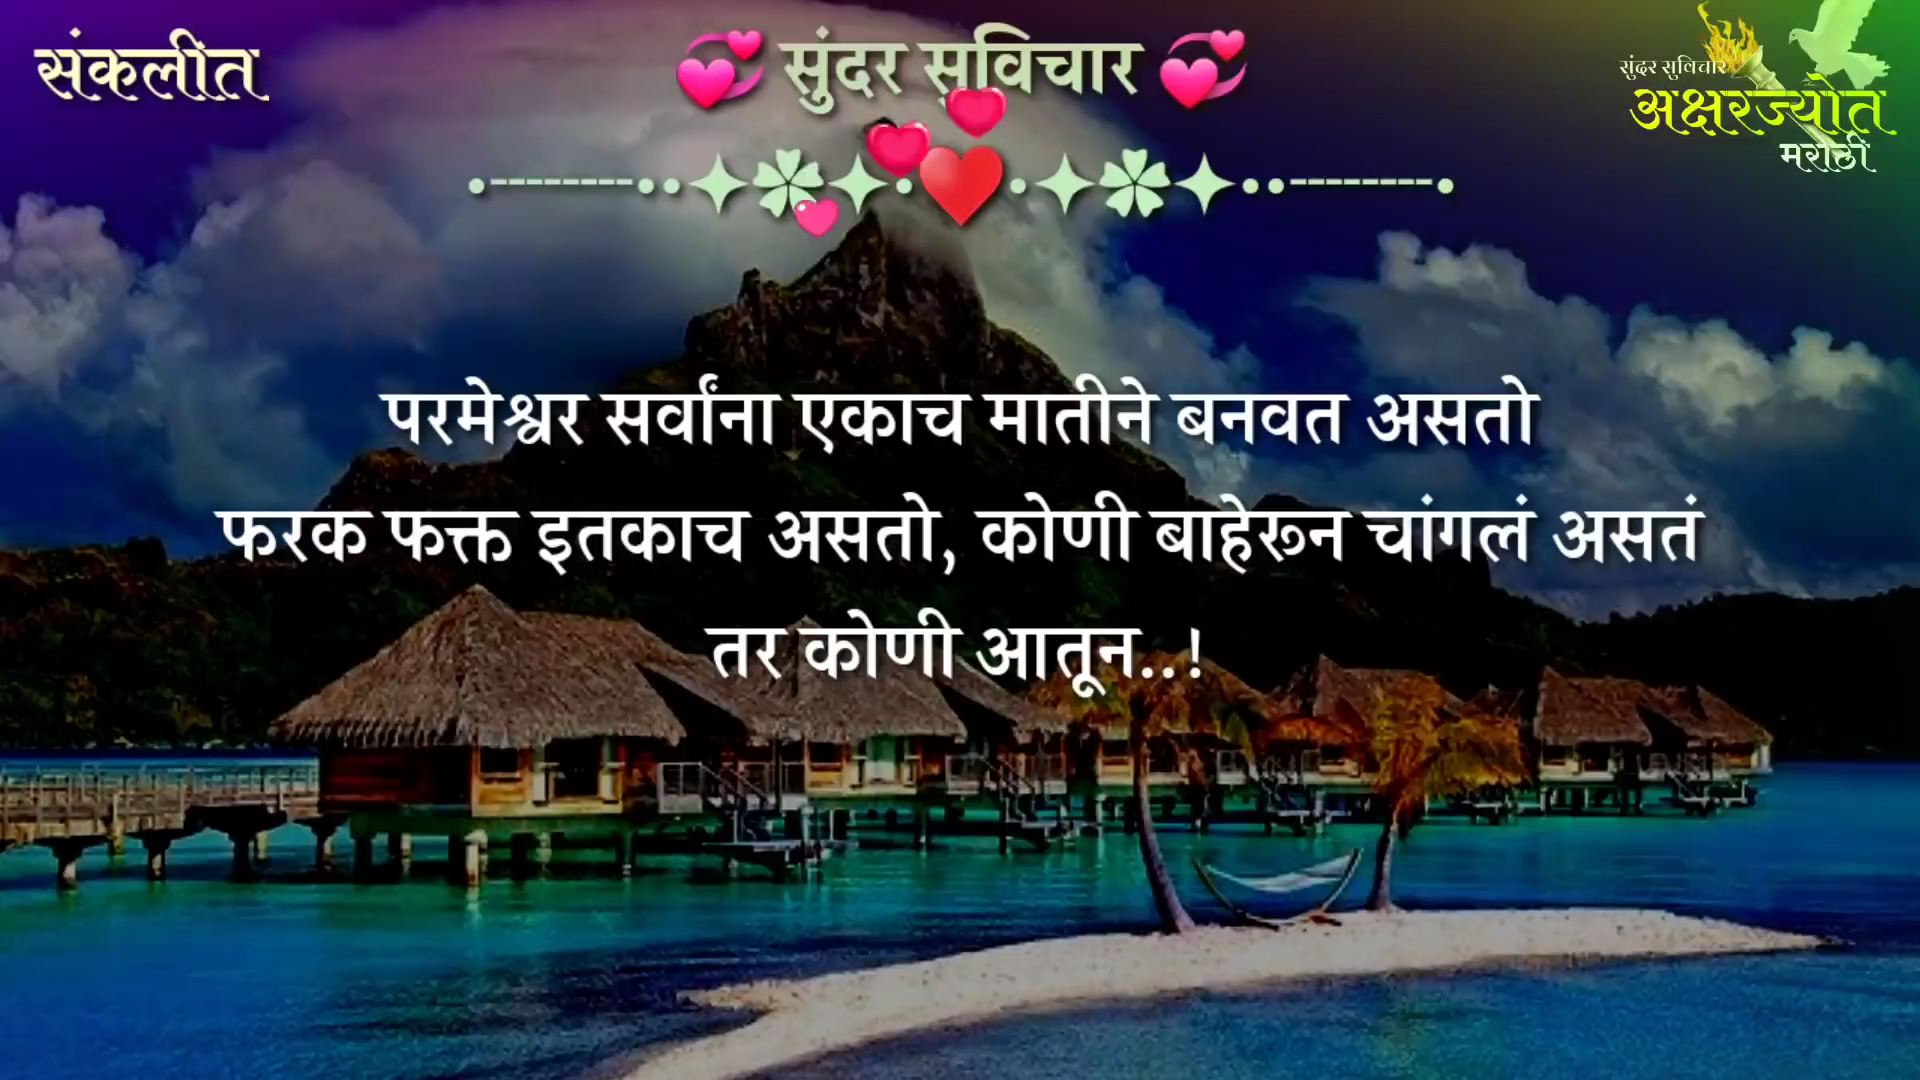 संकलीत
💞 सुंदर सुविचार 💞
सुंदर सुविचार
अक्षरज्योत
मराठी
•--------••✦✤✦•❤•✦✤✦••--------•
परमेश्वर सर्वांना एकाच मातीने बनवत असतो
फरक फक्त इतकाच असतो, कोणी बाहेरून चांगलं असतं
तर कोणी आतून..!